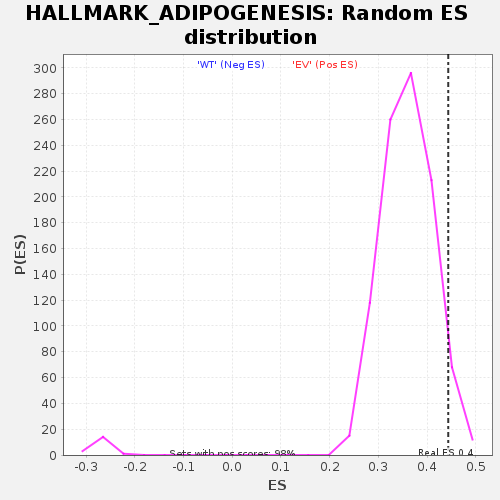 HALLMARK_ADIPOGENESIS: Random ES
distribution
'WT' (Neg ES) 'EV' (Pos ES)
300
280
260
240
220
200
180
160
140
120
100
80
60
40
20
0
P(ES)
Sets with pos scores: 98%
Real ES 0.4
-0.3 -0.2 -0.1 0.0 0.1 0.2 0.3 0.4 0.5
ES